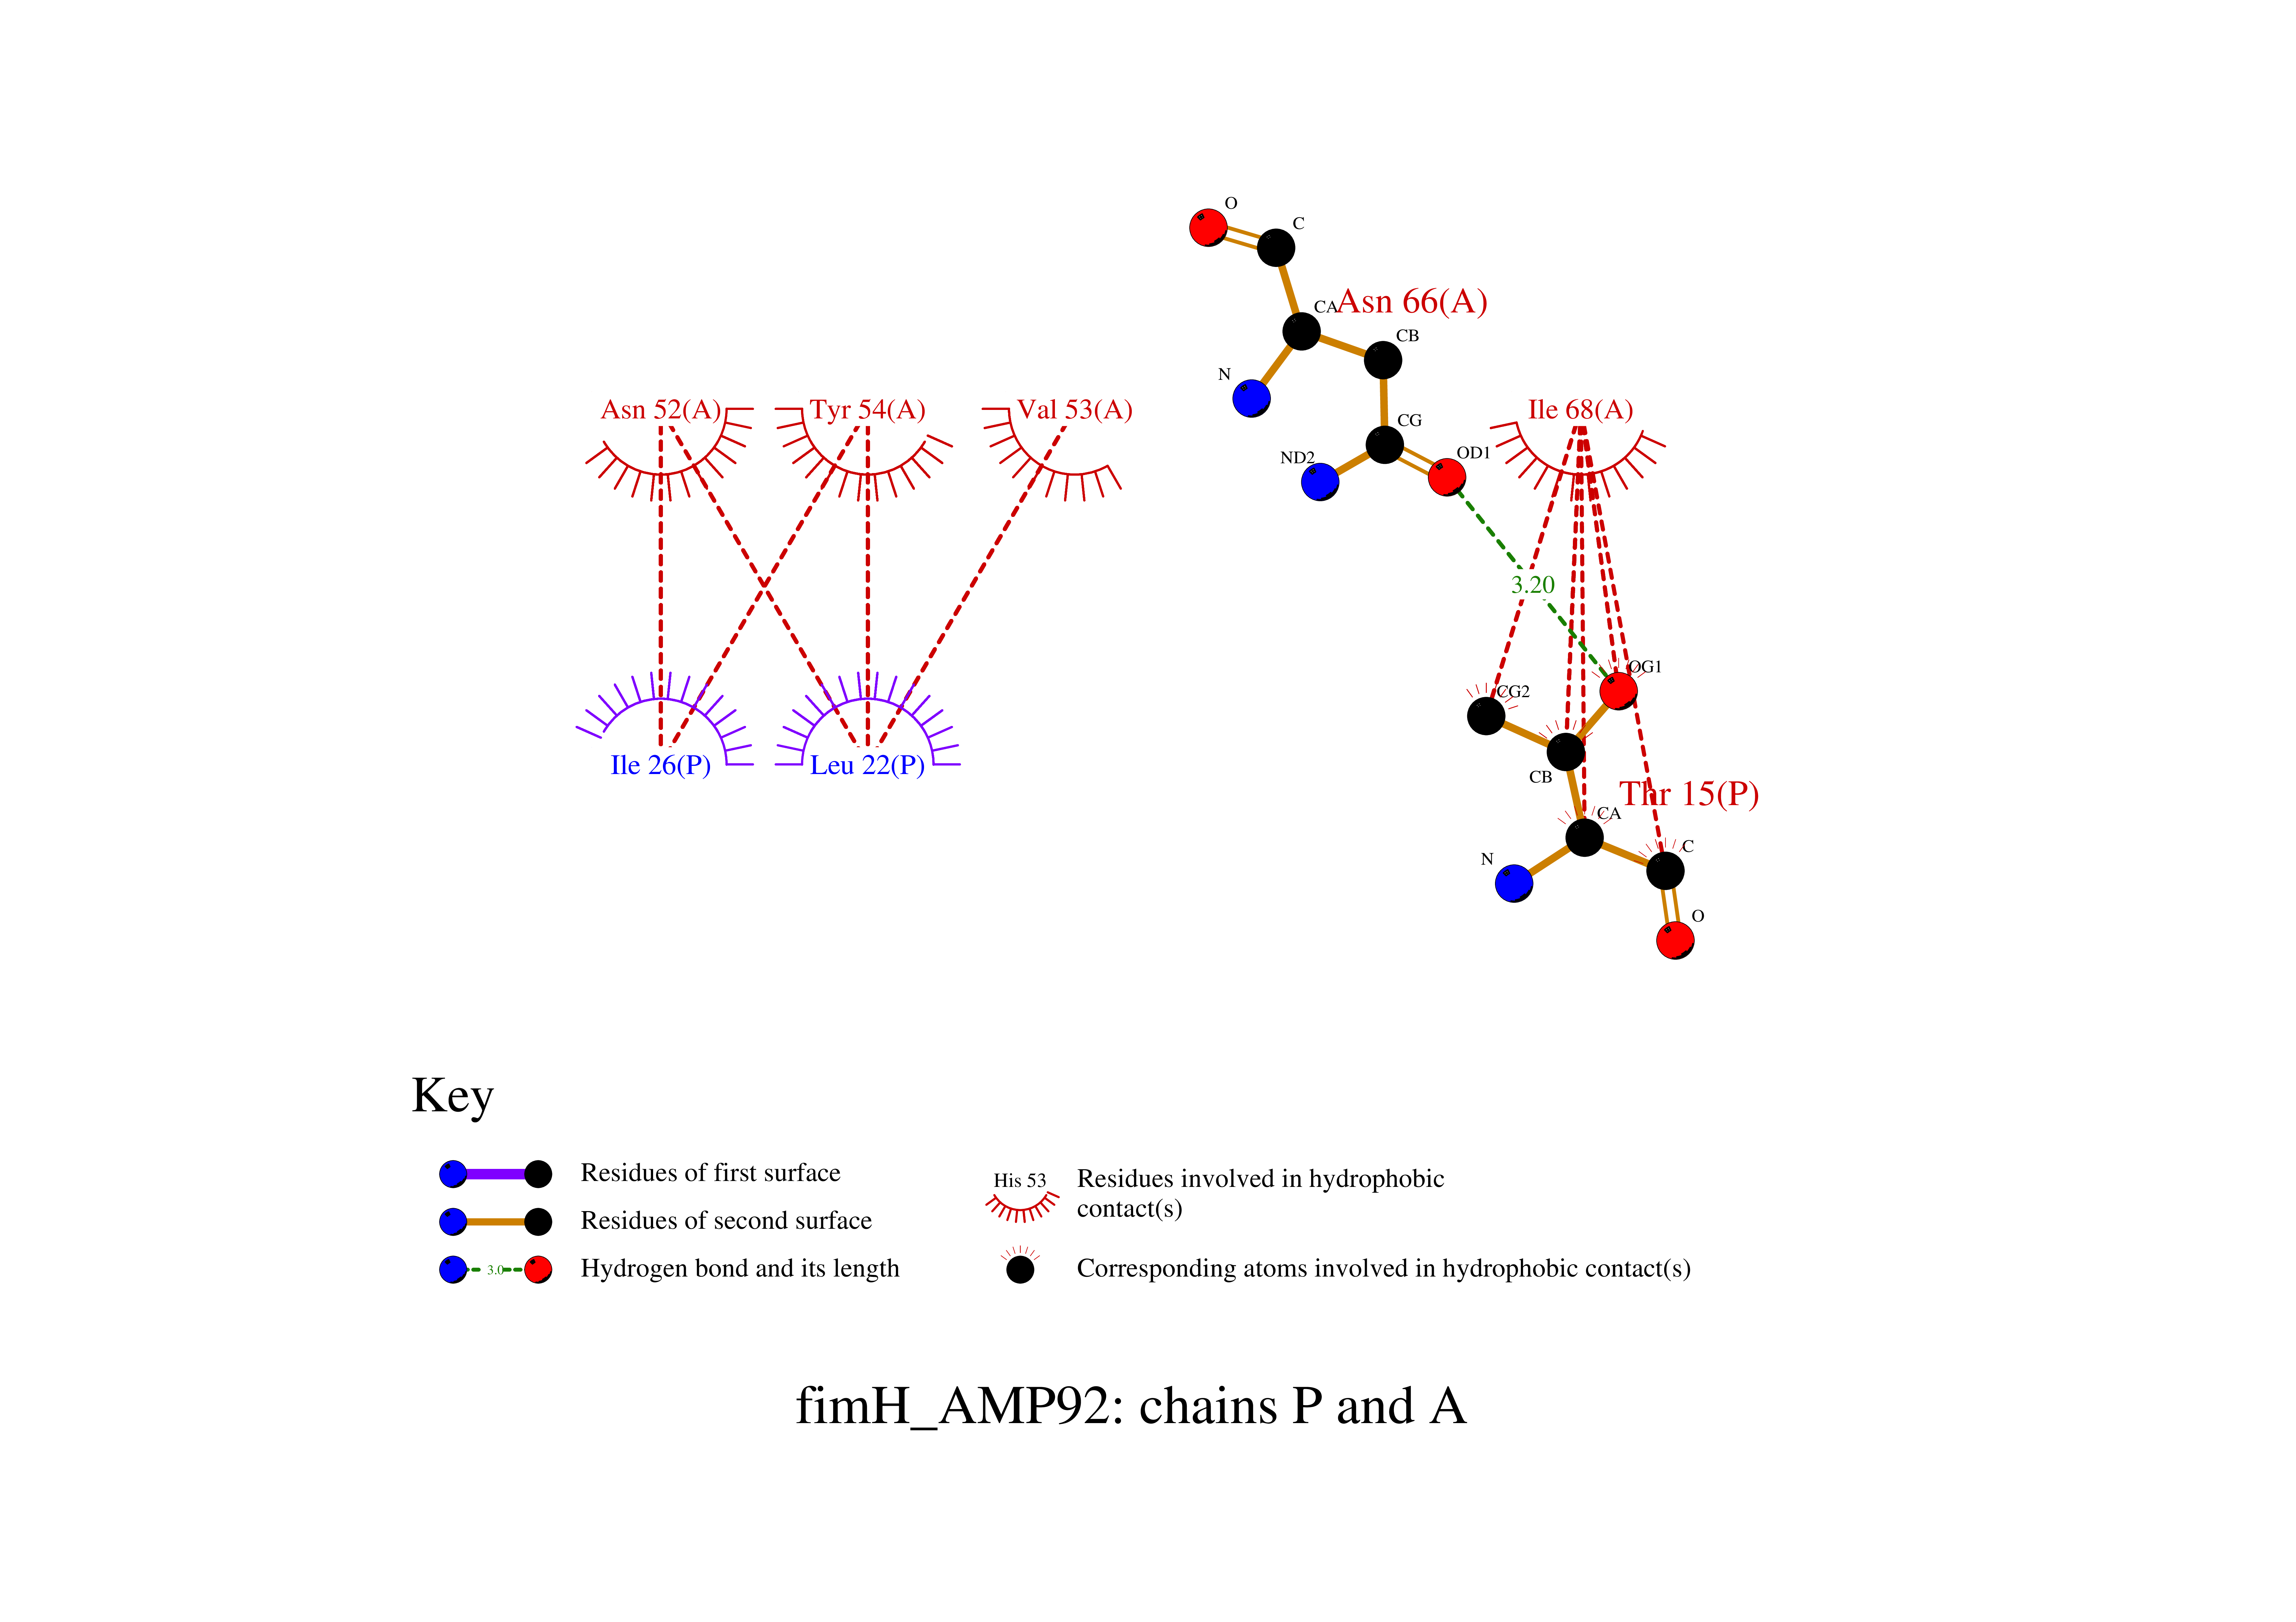 O
C
CA
Asn 66(A)
CB
N
Asn 52(A)
Tyr 54(A)
Val 53(A)
Ile 68(A)
CG
ND2
OD1
3.20
OG1
CG2
Ile 26(P)
Leu 22(P)
CB
Thr 15(P)
CA
C
N
O
Key
Residues of first surface
Residues of second surface
3.0
Hydrogen bond and its length
His 53
Residues involved in hydrophobic
contact(s)
Corresponding atoms involved in hydrophobic contact(s)
fimH_AMP92: chains P and A